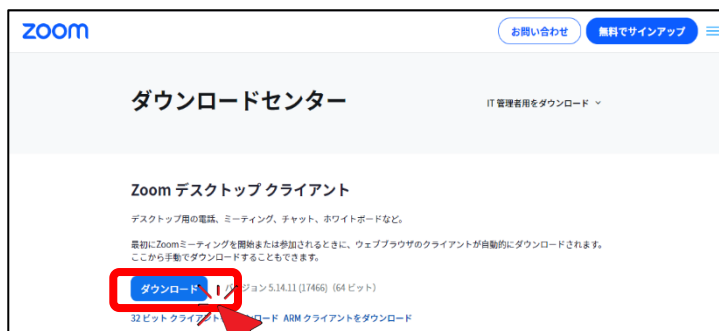 zoom
お問い合わせ
無料でサインアップ
ダウンロードセンター
IT 管理者用をダウンロード
Zoom デスクトップ クライアント
デスクトップ用の電話、ミーティング、チャット、ホワイトボードなど。
最初にZoomミーティングを開始または参加されるときに、ウェブブラウザのクライアントが自動的にダウンロードされます。
ここから手動でダウンロードすることもできます。
ダウンロード
バージョン 5.14.11 (17466) (64 ビット)
32 ビット クライアントをダウンロード ARM クライアントをダウンロード